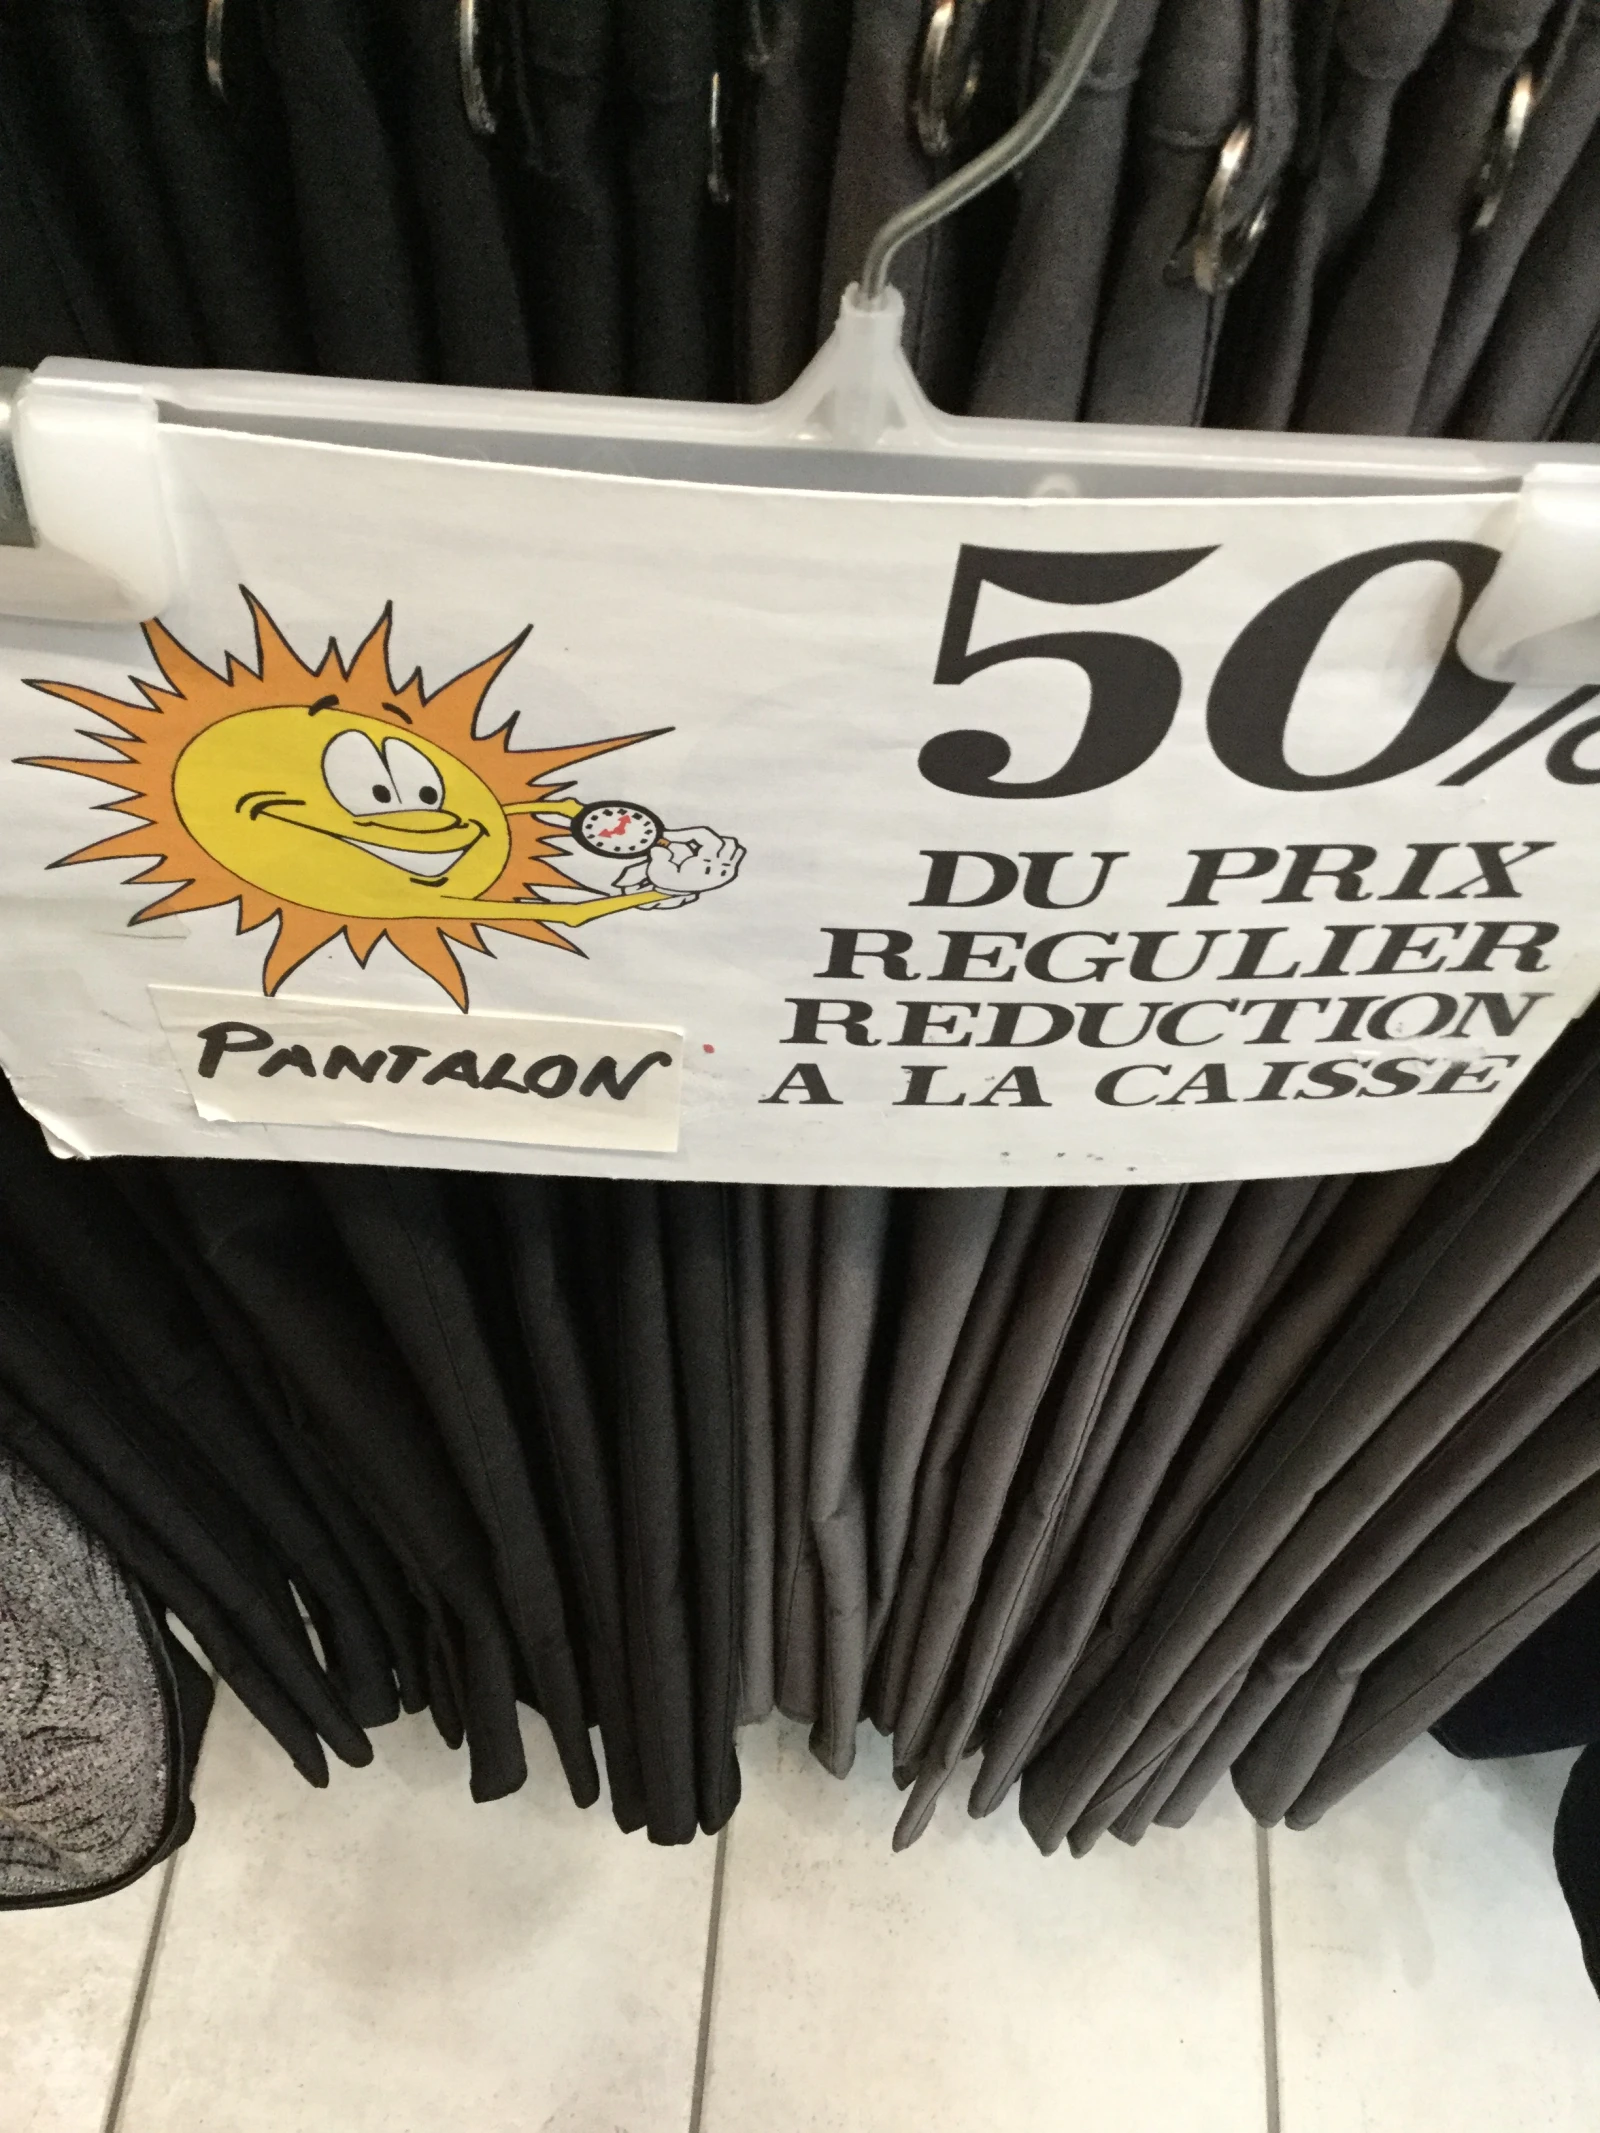 50%
DU PRIX
REGULIER
REDUCTION
A LA CAISSE
PANTALON